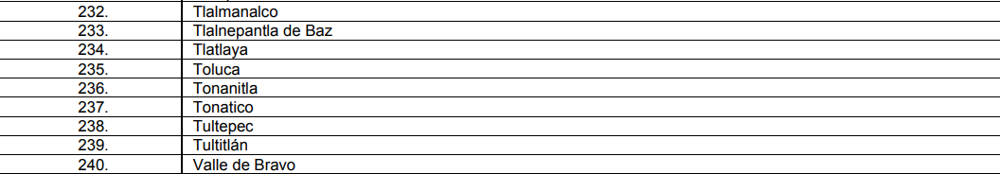 232. Tlalmanalco
233. Tlalnepantla de Baz
234. Tlatlaya
235. Toluca
236. Tonanitla
237. Tonatico
238. Tultepec
239. Tultitlán
240. Valle de Bravo